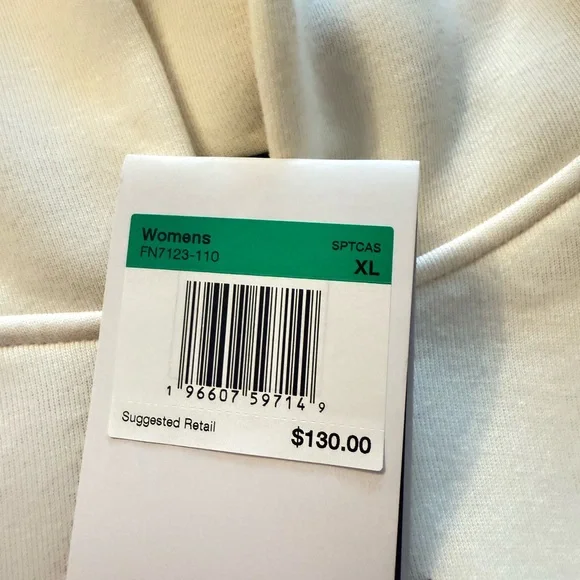 Womens
SPTCAS
FN7123-110
XL
1 96607 59714 9
Suggested Retail
$130.00